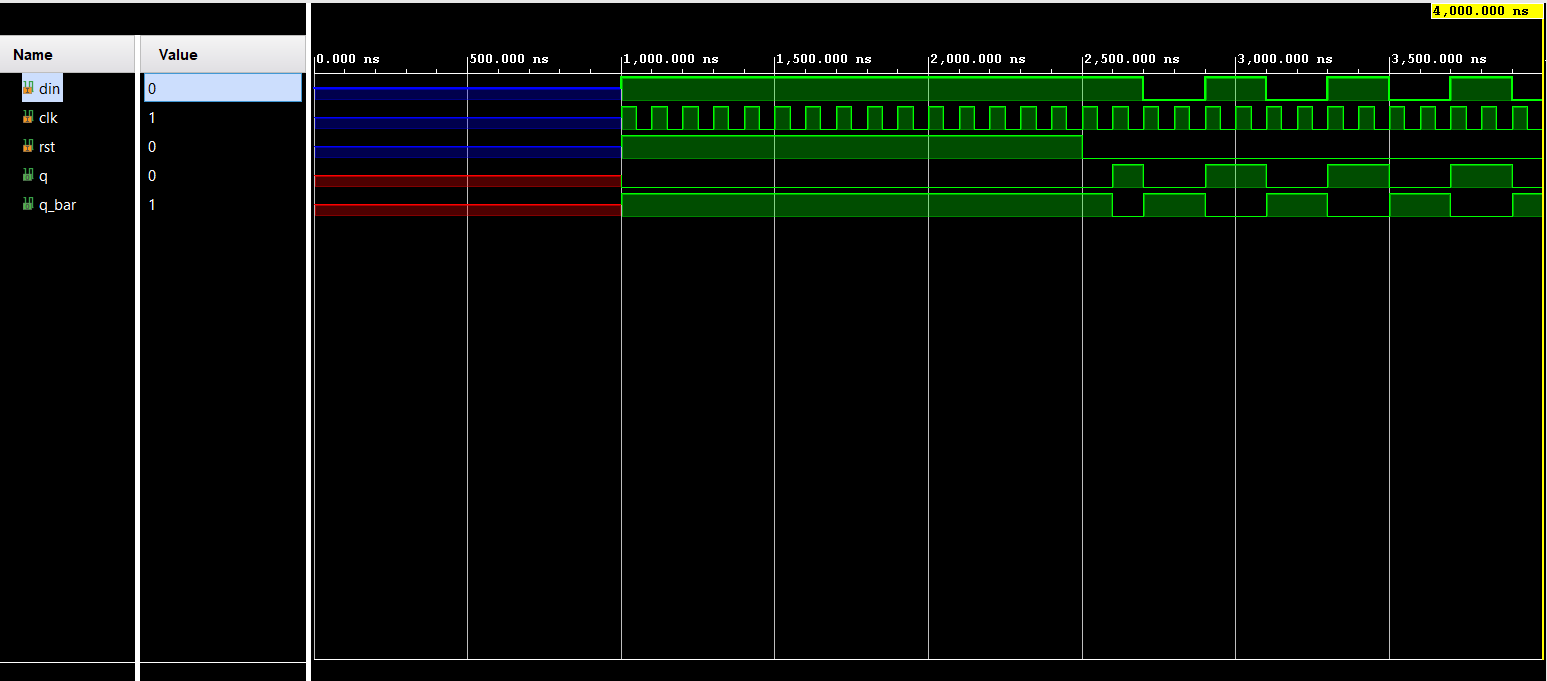 4,000.000 ns
Name Value
0.000 ns 500.000 ns 1,000.000 ns 1,500.000 ns 2,000.000 ns 2,500.000 ns 3,000.000 ns 3,500.000 ns
din 0
clk 1
rst 0
q 0
q_bar 1